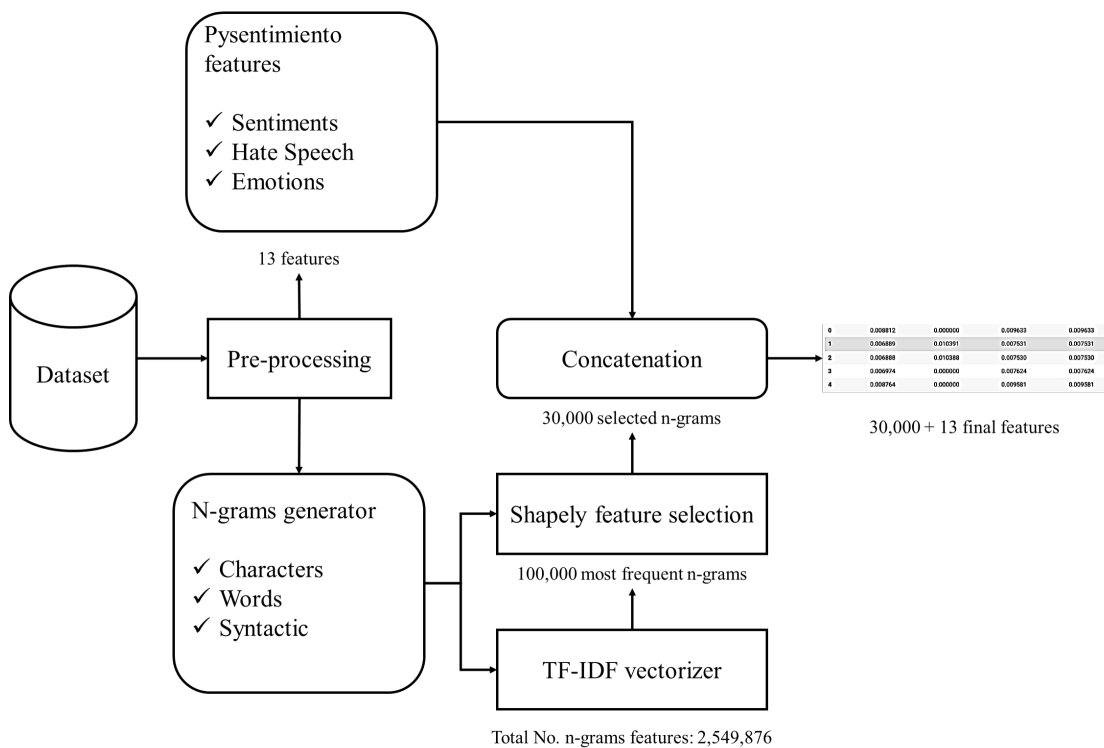 Pysentimiento
features
✓ Sentiments
✓ Hate Speech
✓ Emotions
13 features
Dataset
Pre-processing
Concatenation
0 0.008812 0.000000 0.009633 0.009633
1 0.006889 0.010391 0.007531 0.007531
2 0.006888 0.010388 0.007530 0.007530
3 0.006974 0.000000 0.007624 0.007624
4 0.008764 0.000000 0.009581 0.009581
30,000 selected n-grams
30,000 + 13 final features
N-grams generator
✓ Characters
✓ Words
✓ Syntactic
Shapely feature selection
100,000 most frequent n-grams
TF-IDF vectorizer
Total No. n-grams features: 2,549,876